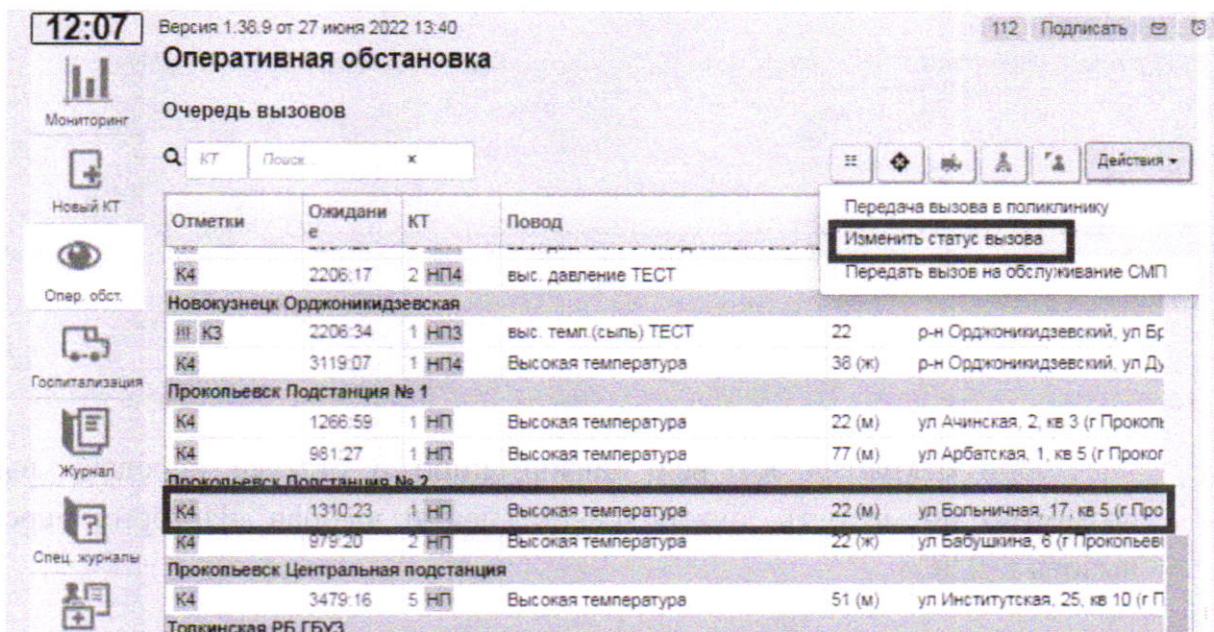 12:07 Версия 1.38.9 от 27 июня 2022 13:40 112 Подписать
Оперативная обстановка
Мониторинг
Очередь вызовов
КТ Поиск... x Действия
Новый КТ
Передача вызова в поликлинику
Отметки Ожидание КТ Повод
Изменить статус вызова
К4 2206:17 2 НП4 выс. давление ТЕСТ Передать вызов на обслуживание СМП
Опер. обст.
Новокузнецк Орджоникидзевская
III К3 2206:34 1 НП3 выс. темп.(сыпь) ТЕСТ 22 р-н Орджоникидзевский, ул Бр
К4 3119:07 1 НП4 Высокая температура 38 (ж) р-н Орджоникидзевский, ул Ду
Госпитализация
Прокопьевск Подстанция № 1
К4 1266:59 1 НП Высокая температура 22 (м) ул Ачинская, 2, кв 3 (г Прокопь
К4 981:27 1 НП Высокая температура 77 (м) ул Арбатская, 1, кв 5 (г Прокоп
Журнал
Прокопьевск Подстанция № 2
К4 1310:23 1 НП Высокая температура 22 (м) ул Больничная, 17, кв 5 (г Про
К4 979:20 2 НП Высокая температура 22 (ж) ул Бабушкина, 6 (г Прокопьев
Спец. журналы
Прокопьевск Центральная подстанция
К4 3479:16 5 НП Высокая температура 51 (м) ул Институтская, 25, кв 10 (г П
Топкинская РБ ГБУЗ